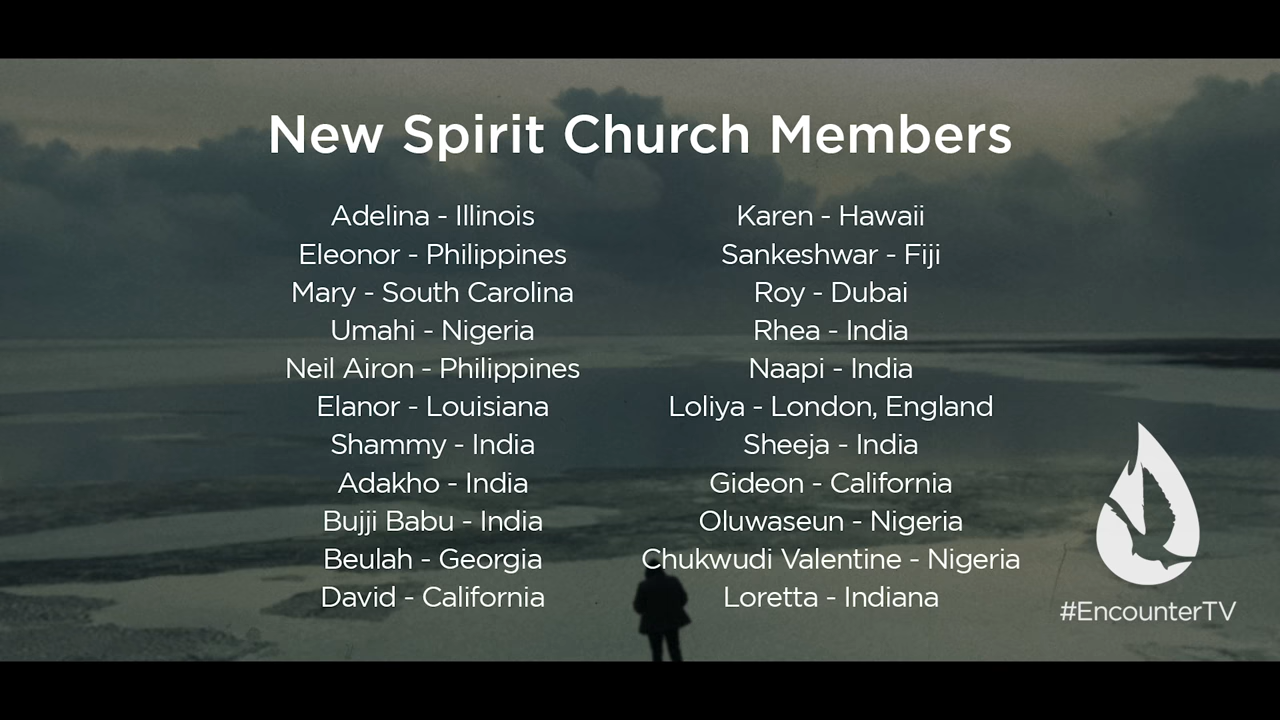 New Spirit Church Members
Adelina - Illinois
Eleonor - Philippines
Mary - South Carolina
Umahi - Nigeria
Neil Airon - Philippines
Elanor - Louisiana
Shammy - India
Adakho - India
Bujji Babu - India
Beulah - Georgia
David - California
Karen - Hawaii
Sankeshwar - Fiji
Roy - Dubai
Rhea - India
Naapi - India
Loliya - London, England
Sheeja - India
Gideon - California
Oluwaseun - Nigeria
Chukwudi Valentine - Nigeria
Loretta - Indiana
#EncounterTV